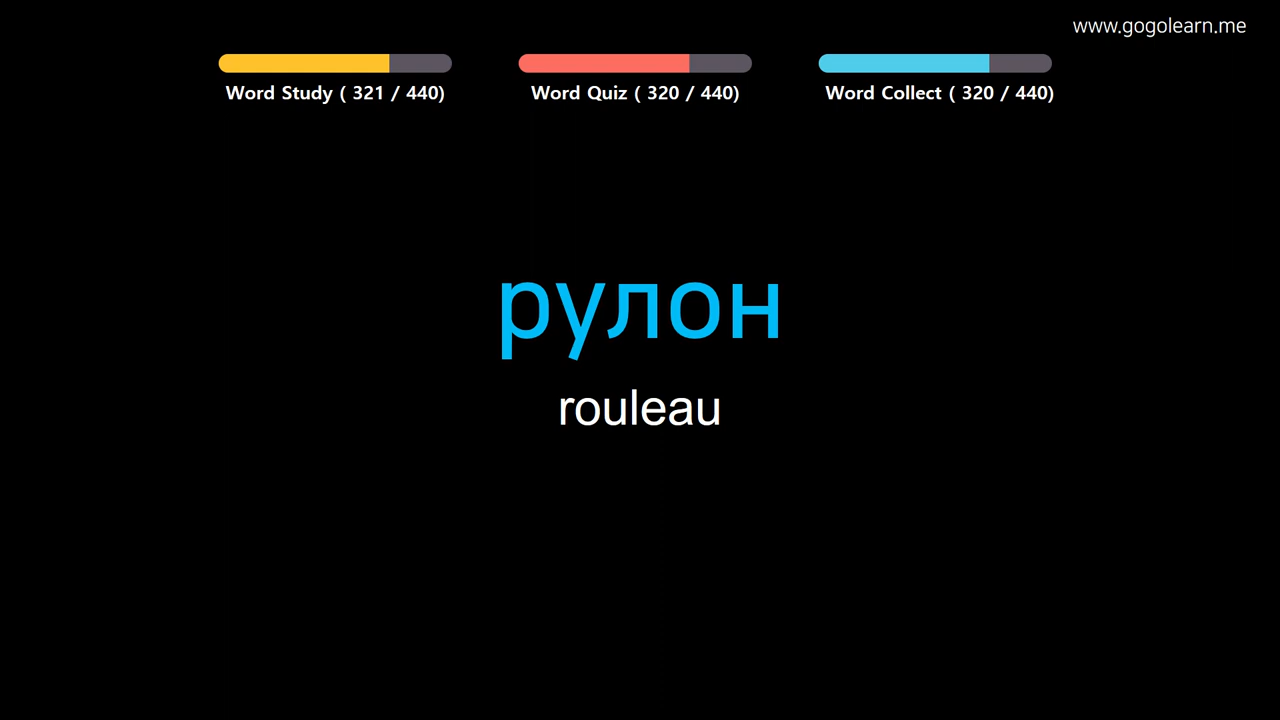 www.gogolearn.me
Word Study ( 321 / 440)
Word Quiz ( 320 / 440)
Word Collect ( 320 / 440)
рулон
rouleau